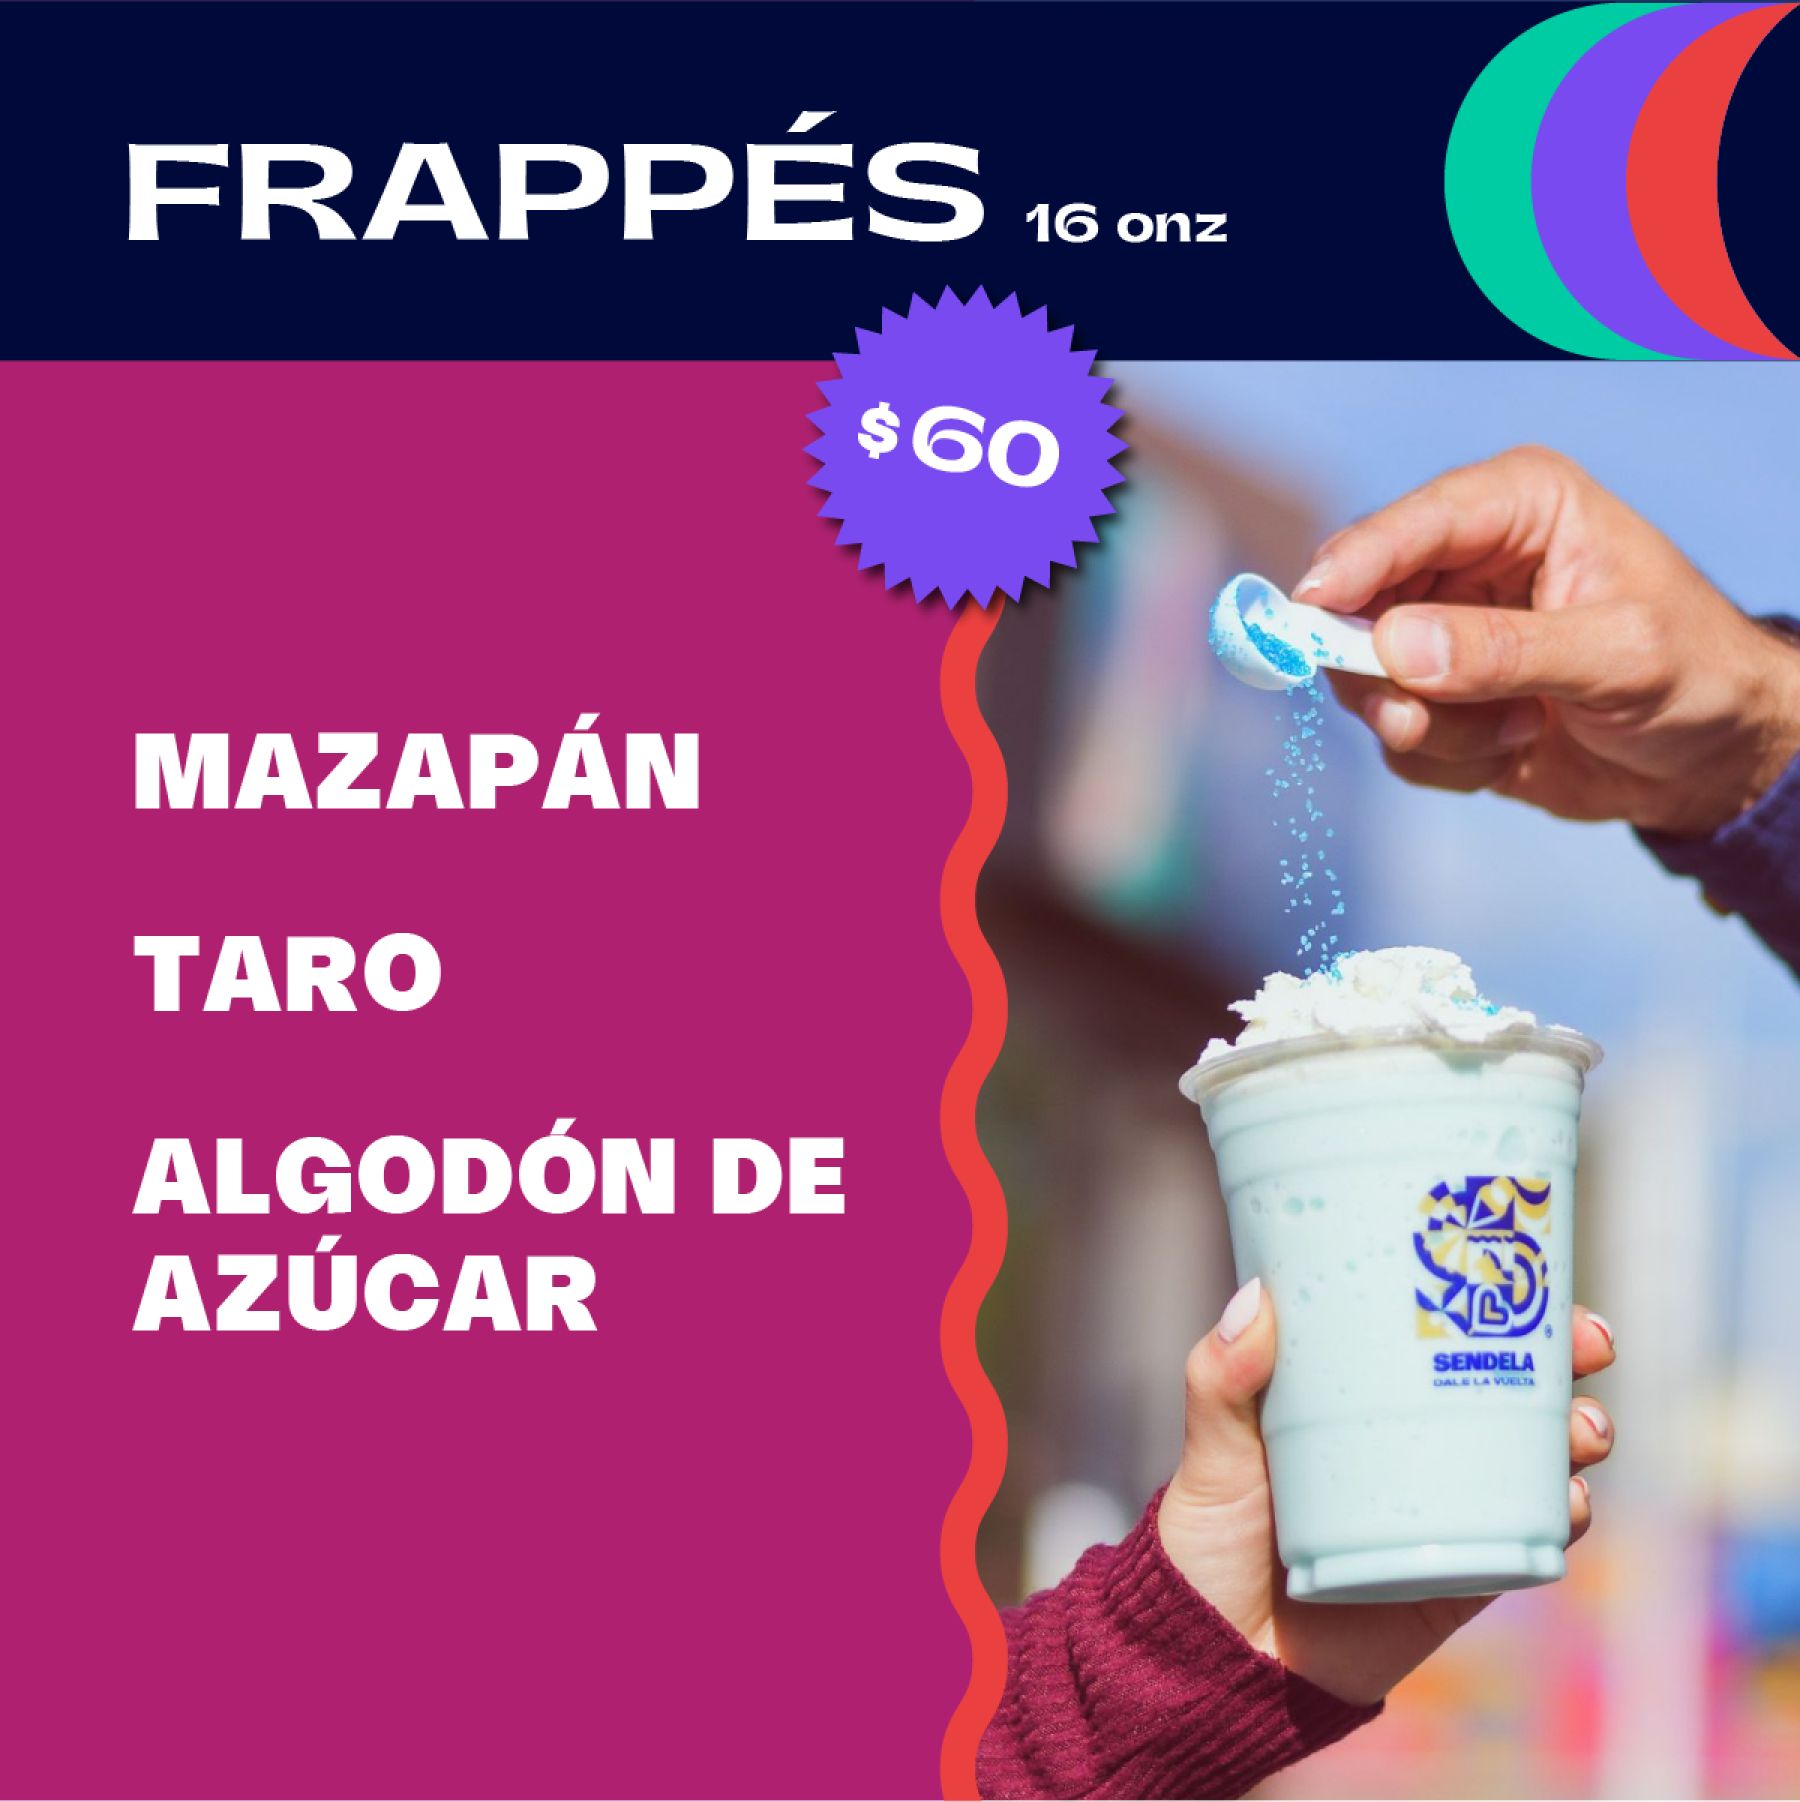 FRAPPÉS 16 onz
$60
MAZAPÁN
TARO
ALGODÓN DE
AZÚCAR
SENDELA
DALE LA VUELTA